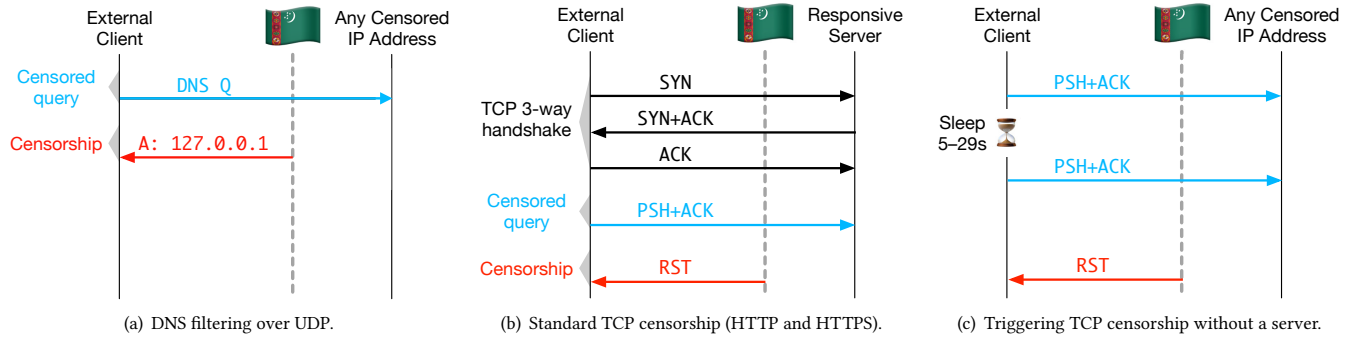 External
Client
Any Censored
IP Address
Censored
query
DNS Q
Censorship
A: 127.0.0.1
(a) DNS filtering over UDP.
External
Client
Responsive
Server
TCP 3-way
handshake
SYN
SYN+ACK
ACK
Censored
query
PSH+ACK
Censorship
RST
(b) Standard TCP censorship (HTTP and HTTPS).
External
Client
Any Censored
IP Address
PSH+ACK
Sleep
5–29s
PSH+ACK
RST
(c) Triggering TCP censorship without a server.